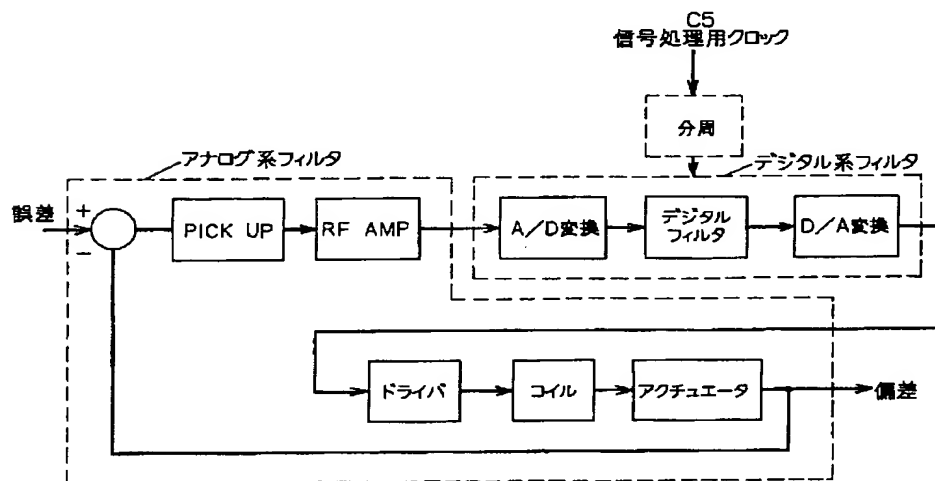 C5
信号処理用クロック
分周
アナログ系フィルタ
デジタル系フィルタ
誤差
+
−
PICK UP
RF AMP
A/D変換
デジタル
フィルタ
D/A変換
ドライバ
コイル
アクチュエータ
偏差